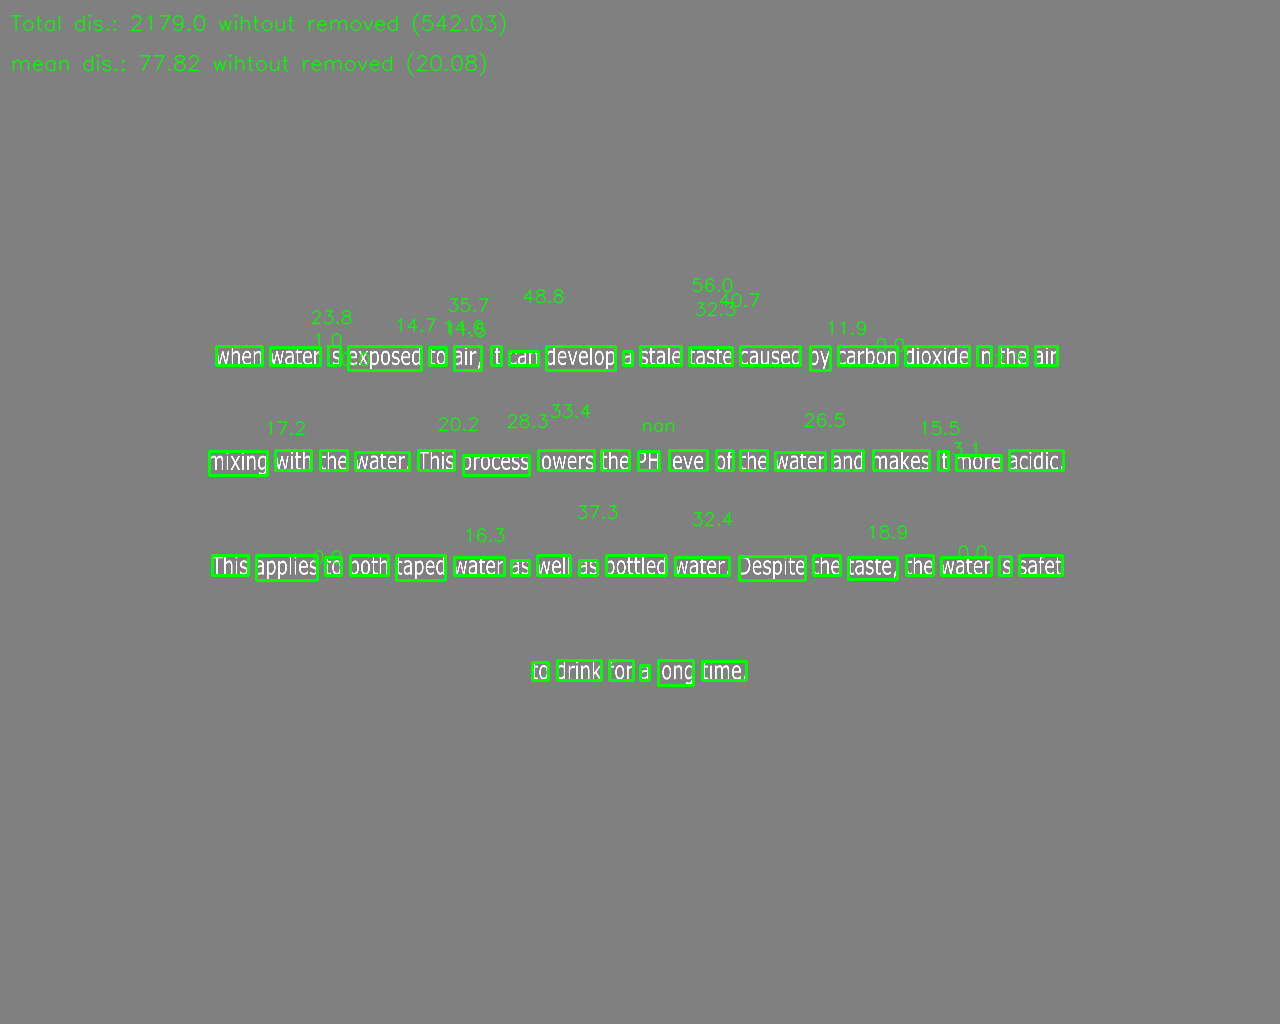 Total dis.: 2179.0 wihtout removed (542.03)
mean dis.: 77.82 wihtout removed (20.08)
56.0
48.8 40.7
35.7 32.3
23.8 14.7 11.9
1.0 0.0
when water is exposed to air, it can develop a stale taste caused by carbon dioxide in the air
33.4
17.2 20.2 28.3 nan 26.5 15.5
3.1
mixing with the water. This process lowers the PH level of the water and makes it more acidic.
37.3 32.4
16.3 18.9
0.0 0.0
This applies to both taped water as well as bottled water. Despite the taste, the water is safet
to drink for a long time.